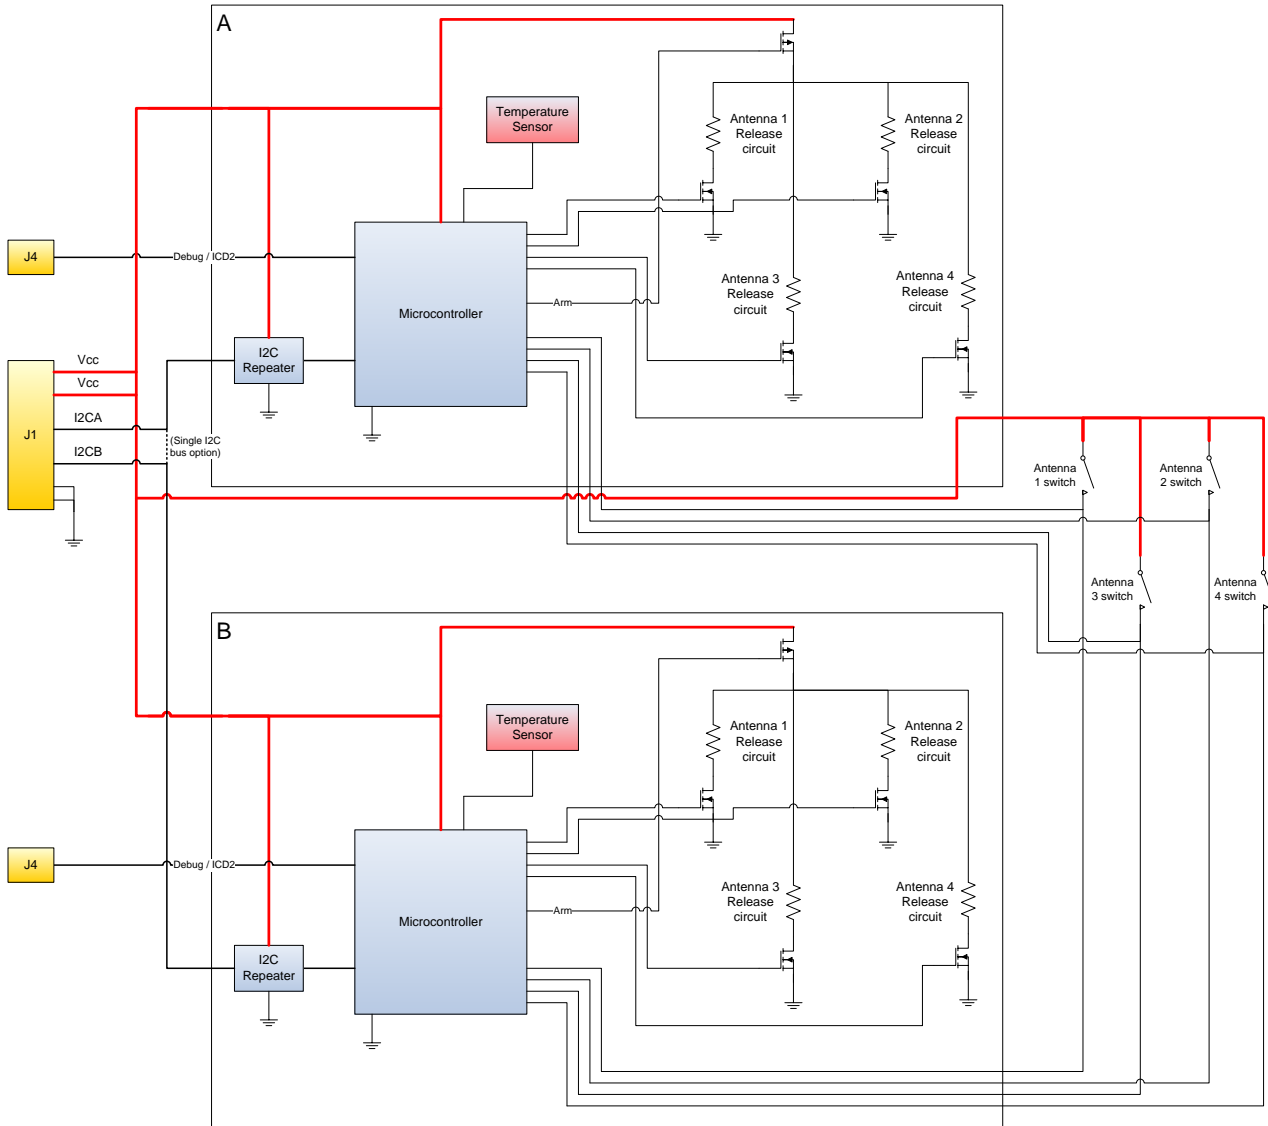 A
Temperature
Sensor
Antenna 1
Release
circuit
Antenna 2
Release
circuit
J4
Debug / ICD2
Microcontroller
Arm
Antenna 3
Release
circuit
Antenna 4
Release
circuit
I2C
Repeater
Vcc
Vcc
J1
I2CA
(Single I2C
bus option)
I2CB
Antenna
1 switch
Antenna
2 switch
Antenna
3 switch
Antenna
4 switch
B
Temperature
Sensor
Antenna 1
Release
circuit
Antenna 2
Release
circuit
J4
Debug / ICD2
Microcontroller
Arm
Antenna 3
Release
circuit
Antenna 4
Release
circuit
I2C
Repeater